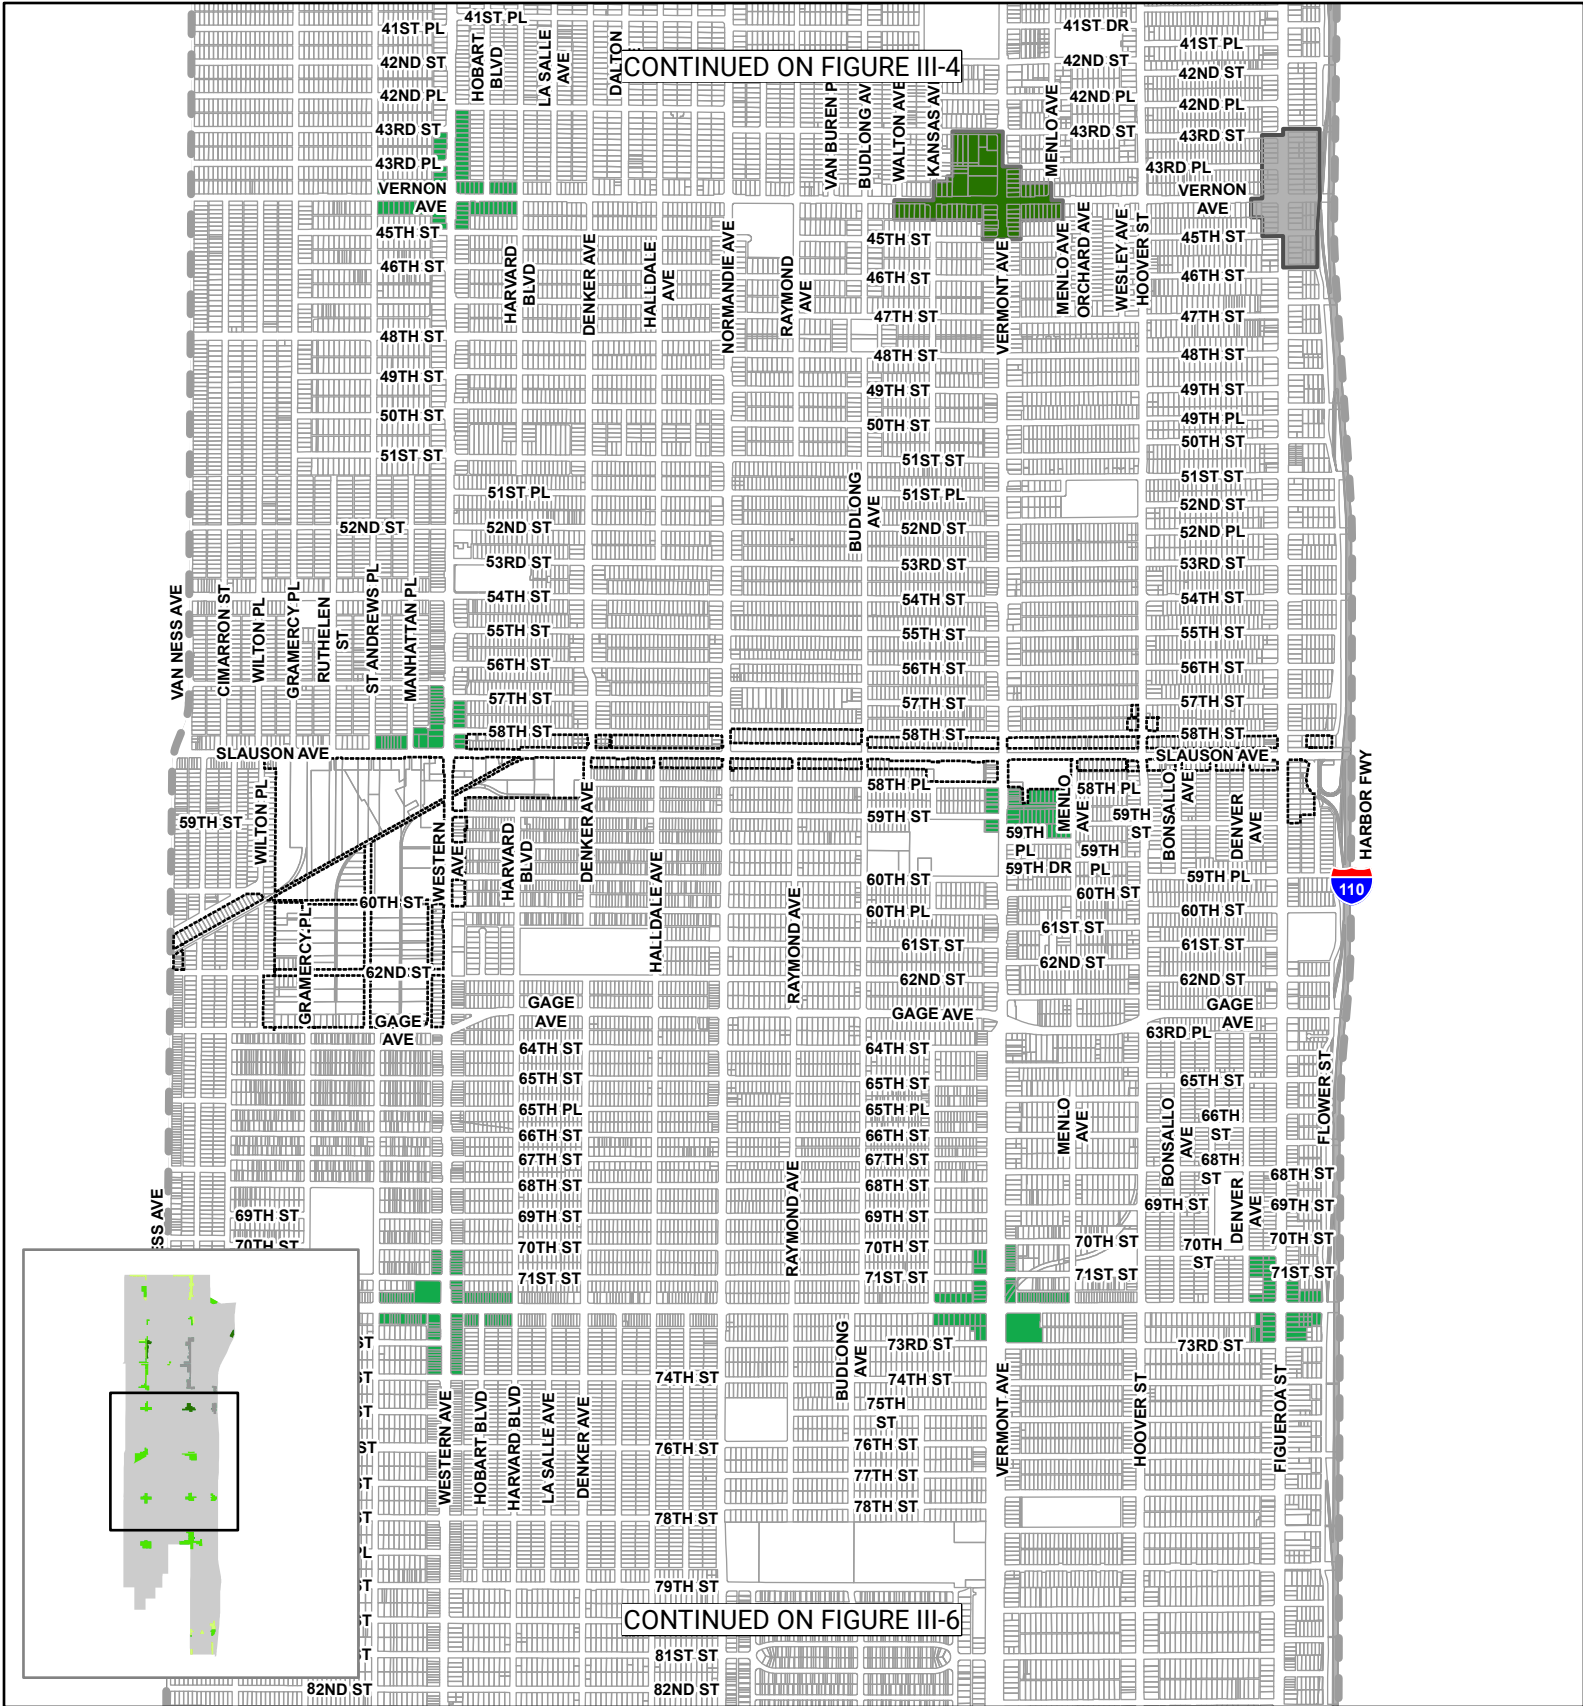 41ST PL
41ST PL
41ST DR
41ST PL
42ND ST
HOBART
BLVD
LA SALLE
AVE
DALTON
CONTINUED ON FIGURE III-4
42ND ST
42ND ST
42ND PL
VAN BUREN P
BUDLONG AV
WALTON AVE
KANSAS AVE
MENLO AVE
42ND PL
42ND PL
43RD ST
43RD ST
43RD ST
43RD PL
43RD PL
VERNON
AVE
VERNON
AVE
45TH ST
45TH ST
45TH ST
46TH ST
46TH ST
46TH ST
HARVARD
BLVD
DENKER AVE
HALLDALE
AVE
NORMANDIE AVE
RAYMOND
AVE
VERMONT AVE
MENLO AVE
ORCHARD AVE
WESLEY AVE
HOOVER ST
47TH ST
47TH ST
48TH ST
48TH ST
48TH ST
49TH ST
49TH ST
49TH ST
50TH ST
50TH ST
49TH PL
50TH ST
51ST ST
51ST ST
51ST ST
51ST PL
51ST PL
BUDLONG
AVE
52ND ST
52ND ST
52ND ST
52ND ST
52ND PL
53RD ST
53RD ST
53RD ST
54TH ST
54TH ST
54TH ST
VAN NESS AVE
CIMARRON ST
WILTON PL
GRAMERCY PL
RUTHELEN
ST
ST ANDREWS PL
MANHATTAN PL
55TH ST
55TH ST
55TH ST
56TH ST
56TH ST
56TH ST
57TH ST
57TH ST
57TH ST
58TH ST
58TH ST
58TH ST
SLAUSON AVE
SLAUSON AVE
58TH PL
58TH PL
59TH ST
WILTON PL
WESTERN
AVE
HARVARD
BLVD
DENKER AVE
59TH ST
MENLO
AVE
59TH
PL
59TH DR
59TH
ST
59TH
PL
BONSALLO
AVE
DENVER
AVE
HARBOR FWY
110
59TH PL
60TH ST
60TH ST
60TH ST
60TH ST
60TH PL
GRAMERCY PL
HALLDALE AVE
RAYMOND AVE
61ST ST
61ST ST
61ST ST
62ND ST
62ND ST
62ND ST
62ND ST
GAGE
AVE
GAGE
AVE
GAGE AVE
GAGE
AVE
63RD PL
64TH ST
64TH ST
65TH ST
65TH ST
65TH ST
65TH PL
65TH PL
66TH ST
66TH ST
66TH
ST
MENLO
AVE
BONSALLO
AVE
FLOWER ST
67TH ST
67TH ST
68TH ST
68TH ST
68TH
ST
68TH ST
69TH ST
69TH ST
69TH ST
69TH ST
69TH ST
DENVER
AVE
RAYMOND AVE
ESS AVE
70TH ST
70TH ST
70TH ST
70TH ST
70TH
ST
70TH ST
71ST ST
71ST ST
71ST ST
71ST ST
ST
73RD ST
73RD ST
BUDLONG
AVE
ST
74TH ST
74TH ST
ST
75TH
ST
WESTERN AVE
HOBART BLVD
HARVARD BLVD
LA SALLE AVE
DENKER AVE
VERMONT AVE
HOOVER ST
FIGUEROA ST
ST
76TH ST
76TH ST
ST
77TH ST
78TH ST
ST
78TH ST
PL
ST
79TH ST
ST
CONTINUED ON FIGURE III-6
ST
81ST ST
82ND ST
82ND ST